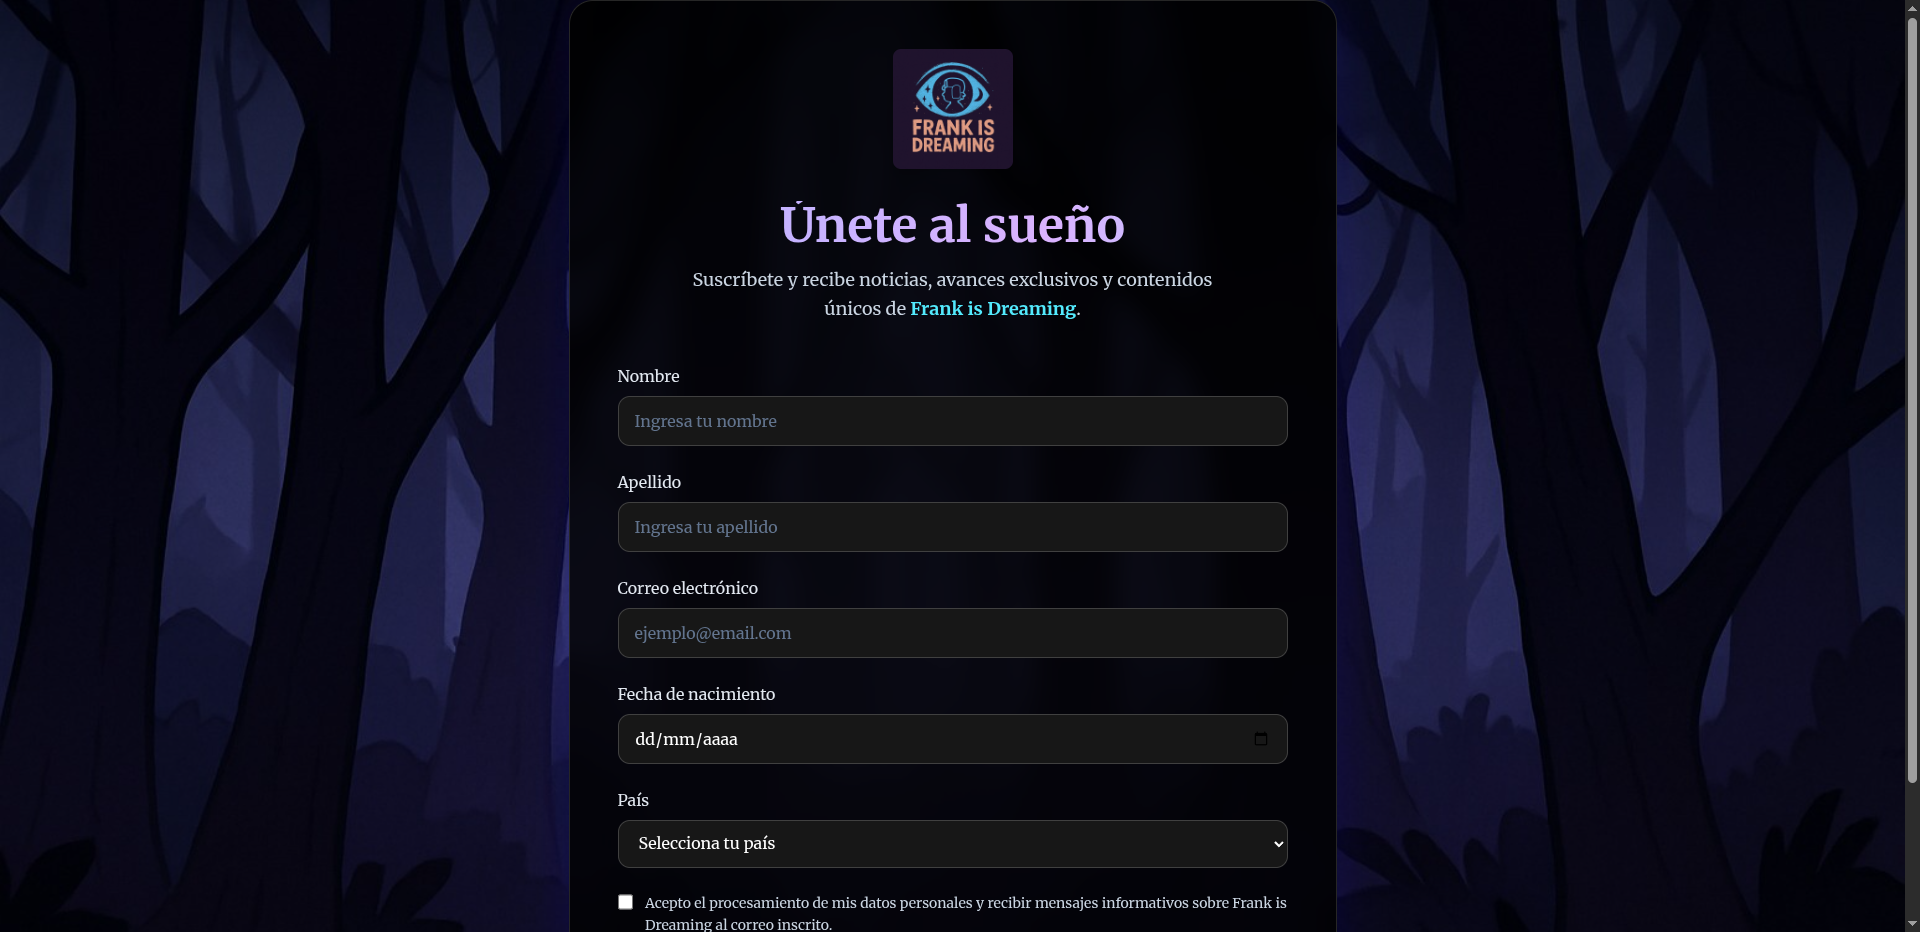 FRANK IS
DREAMING
Únete al sueño
Suscríbete y recibe noticias, avances exclusivos y contenidos
únicos de Frank is Dreaming.
Nombre
Ingresa tu nombre
Apellido
Ingresa tu apellido
Correo electrónico
ejemplo@email.com
Fecha de nacimiento
dd/mm/aaaa
País
Selecciona tu país
Acepto el procesamiento de mis datos personales y recibir mensajes informativos sobre Frank is
Dreaming al correo inscrito.